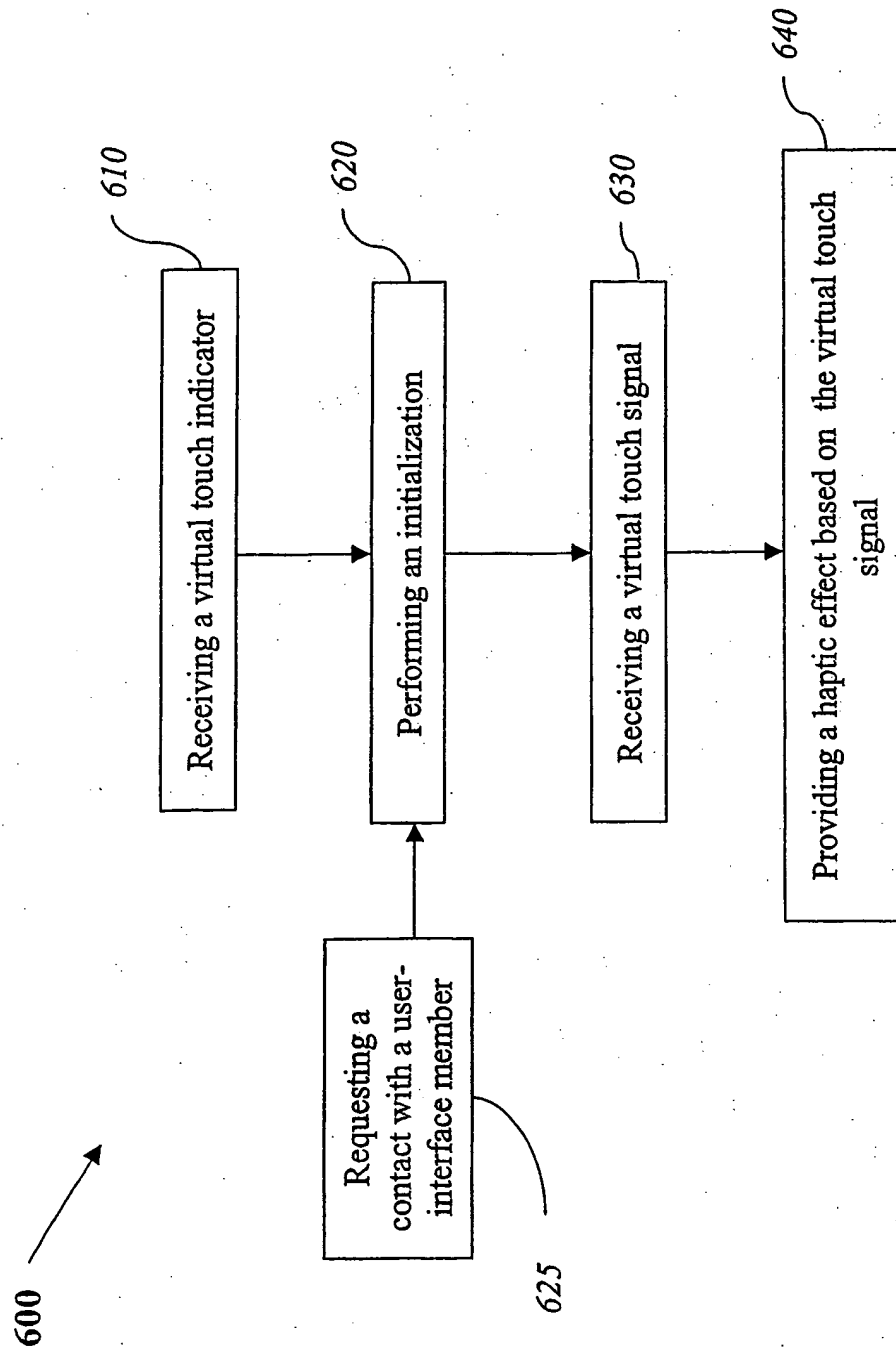 600
610
Receiving a virtual touch indicator
620
Performing an initialization
Requesting a
contact with a user-
interface member
625
630
Receiving a virtual touch signal
640
Providing a haptic effect based on the virtual touch
signal